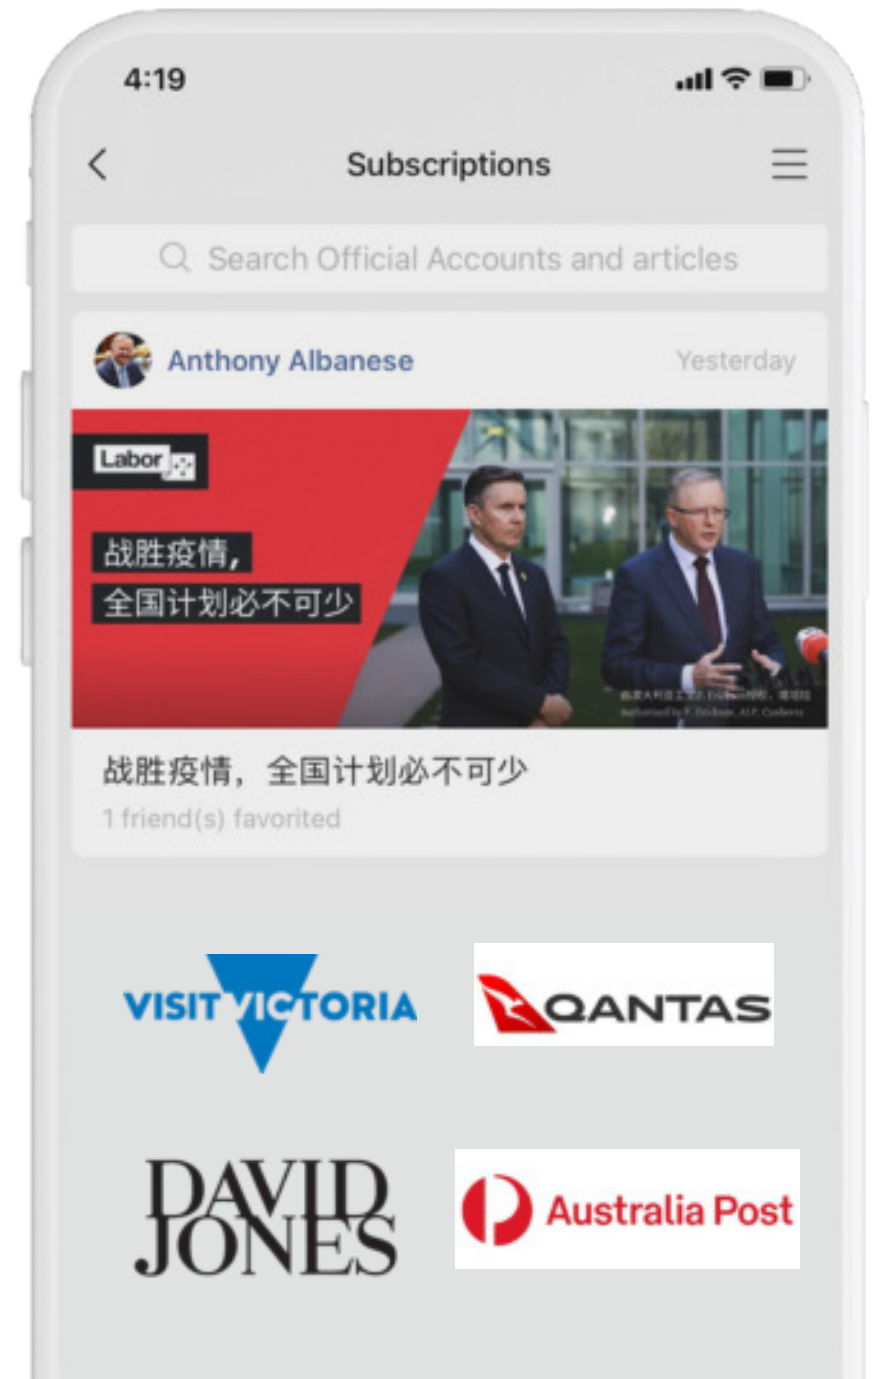 4:19
Subscriptions
Search Official Accounts and articles
Anthony Albanese
Yesterday
Labor
战胜疫情，
全国计划必不可少
战胜疫情，全国计划必不可少
1 friend(s) favorited
VISIT VICTORIA
QANTAS
DAVID
JONES
Australia Post